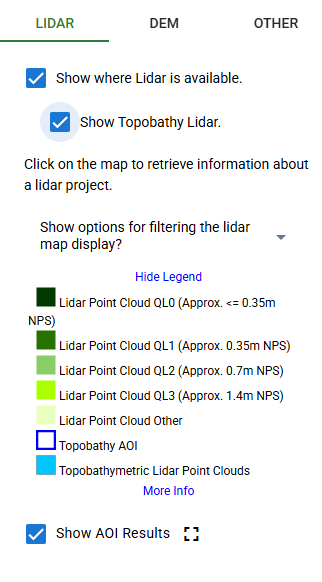 LIDAR DEM OTHER
Show where Lidar is available.
Show Topobathy Lidar.
Click on the map to retrieve information about
a lidar project.
Show options for filtering the lidar
map display?
Hide Legend
Lidar Point Cloud QL0 (Approx. <= 0.35m
NPS)
Lidar Point Cloud QL1 (Approx. 0.35m NPS)
Lidar Point Cloud QL2 (Approx. 0.7m NPS)
Lidar Point Cloud QL3 (Approx. 1.4m NPS)
Lidar Point Cloud Other
Topobathy AOI
Topobathymetric Lidar Point Clouds
More Info
Show AOI Results